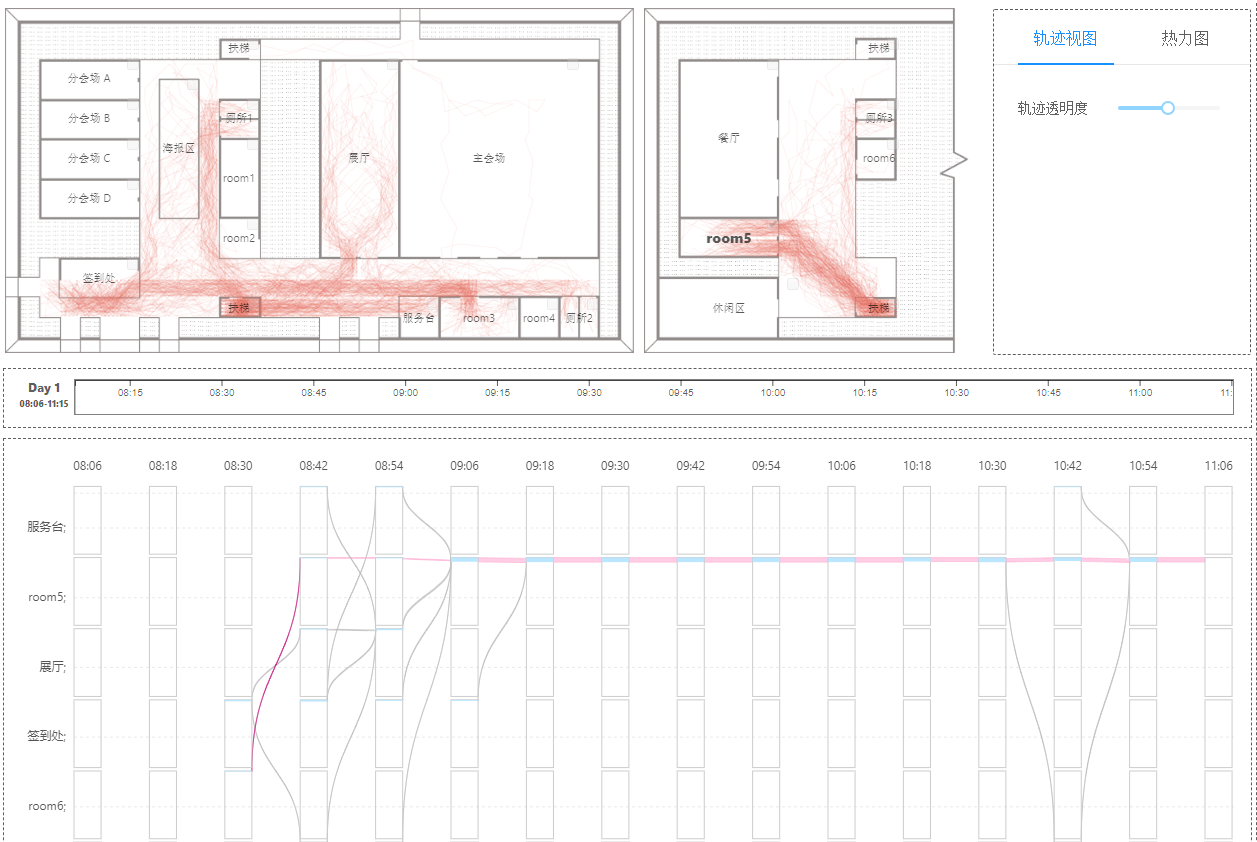 扶梯
分会场 A
分会场 B
分会场 C
分会场 D
海报区
厕所1
room1
room2
展厅
主会场
签到处
扶梯
服务台
room3
room4
厕所2
扶梯
餐厅
厕所3
room6
room5
休闲区
扶梯
轨迹视图 热力图
轨迹透明度
Day 1
08:06-11:15
08:15 08:30 08:45 09:00 09:15 09:30 09:45 10:00 10:15 10:30 10:45 11:00 11:
08:06 08:18 08:30 08:42 08:54 09:06 09:18 09:30 09:42 09:54 10:06 10:18 10:30 10:42 10:54 11:06
服务台;
room5;
展厅;
签到处;
room6;